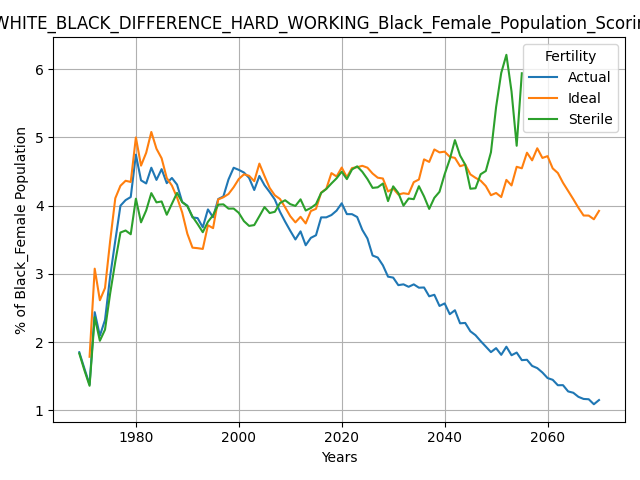 WHITE_BLACK_DIFFERENCE_HARD_WORKING_Black_Female_Population_Scorin
Fertility
Actual
Ideal
Sterile
% of Black_Female Population
6
5
4
3
2
1
1980 2000 2020 2040 2060
Years